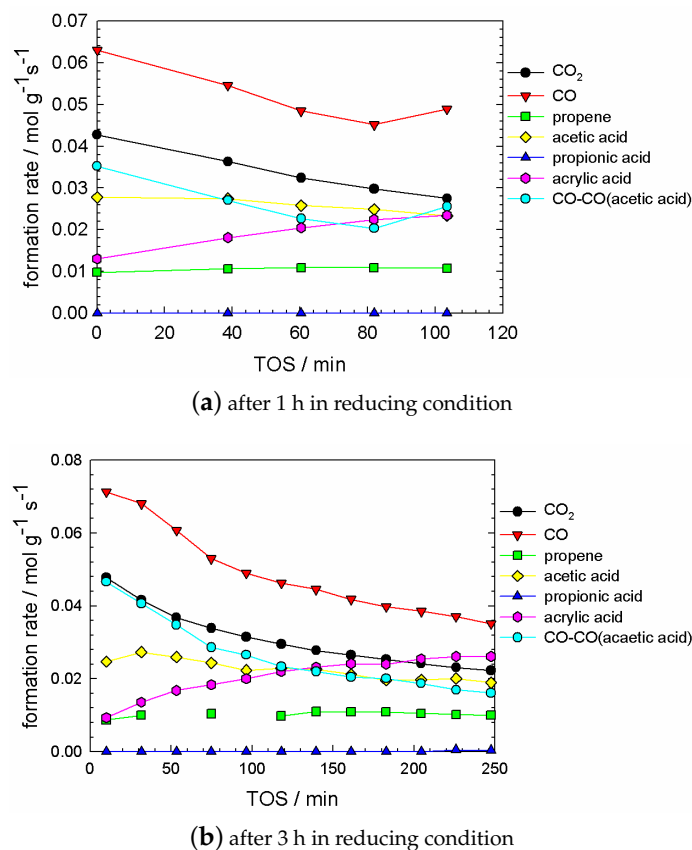 0.07
0.06
0.05
0.04
0.03
0.02
0.01
0.00
formation rate / mol g⁻¹ s⁻¹
0 20 40 60 80 100 120
TOS / min
CO₂
CO
propene
acetic acid
propionic acid
acrylic acid
CO-CO(acetic acid)
(a) after 1 h in reducing condition
0.08
0.06
0.04
0.02
0.00
formation rate / mol g⁻¹ s⁻¹
0 50 100 150 200 250
TOS / min
CO₂
CO
propene
acetic acid
propionic acid
acrylic acid
CO-CO(acaetic acid)
(b) after 3 h in reducing condition